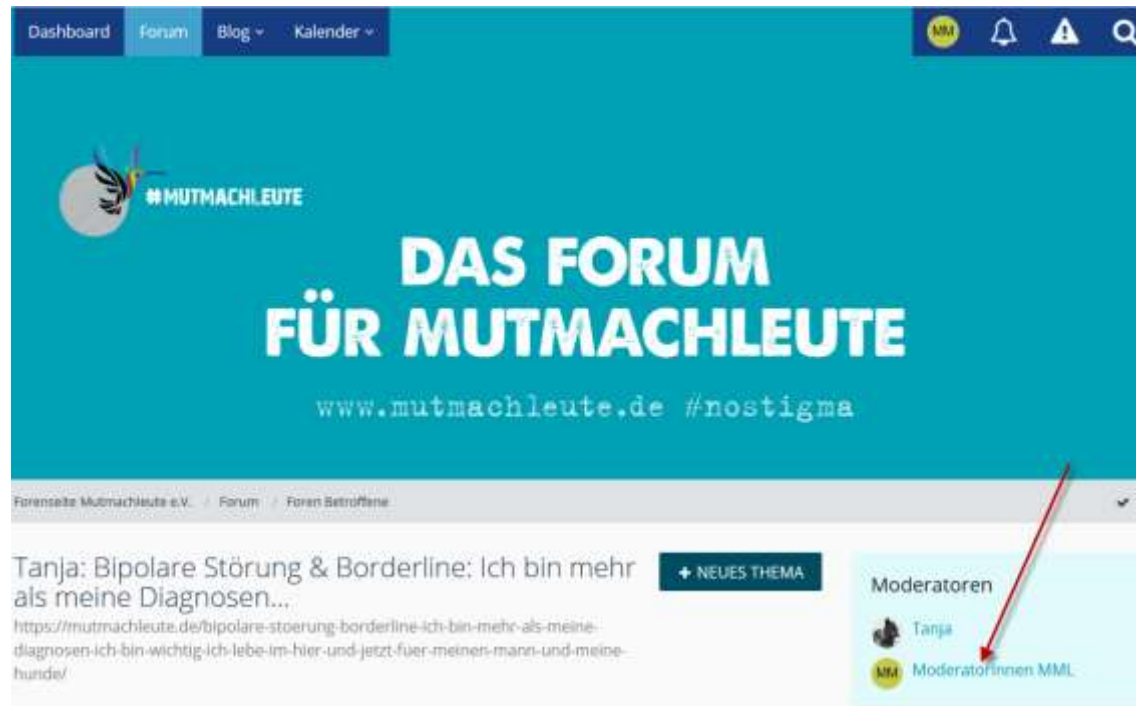 Dashboard Forum Blog Kalender MM
#MUTMACHLEUTE
DAS FORUM
FÜR MUTMACHLEUTE
www.mutmachleute.de #nostigma
Forenseite Mutmachleute e.V. / Forum / Foren Betroffene
Tanja: Bipolare Störung & Borderline: Ich bin mehr
als meine Diagnosen...
https://mutmachleute.de/bipolare-stoerung-borderline-ich-bin-mehr-als-meine-
diagnosen-ich-bin-wichtig-ich-lebe-im-hier-und-jetzt-fuer-meinen-mann-und-meine-
hunde/
+ NEUES THEMA
Moderatoren
Tanja
MM ModeratorInnen MML